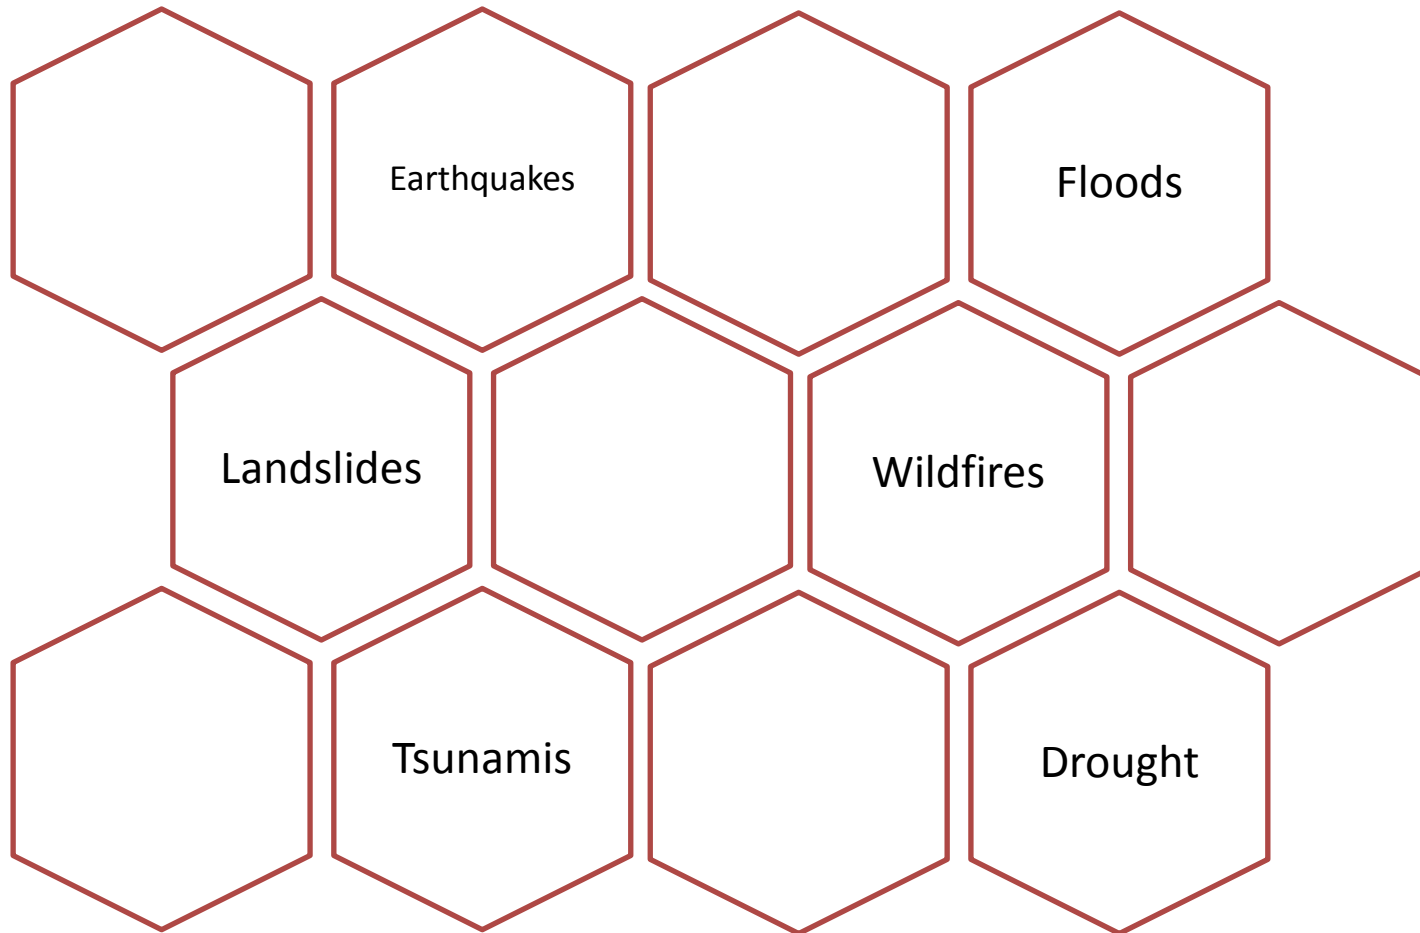 Earthquakes
Floods
Landslides
Wildfires
Tsunamis
Drought